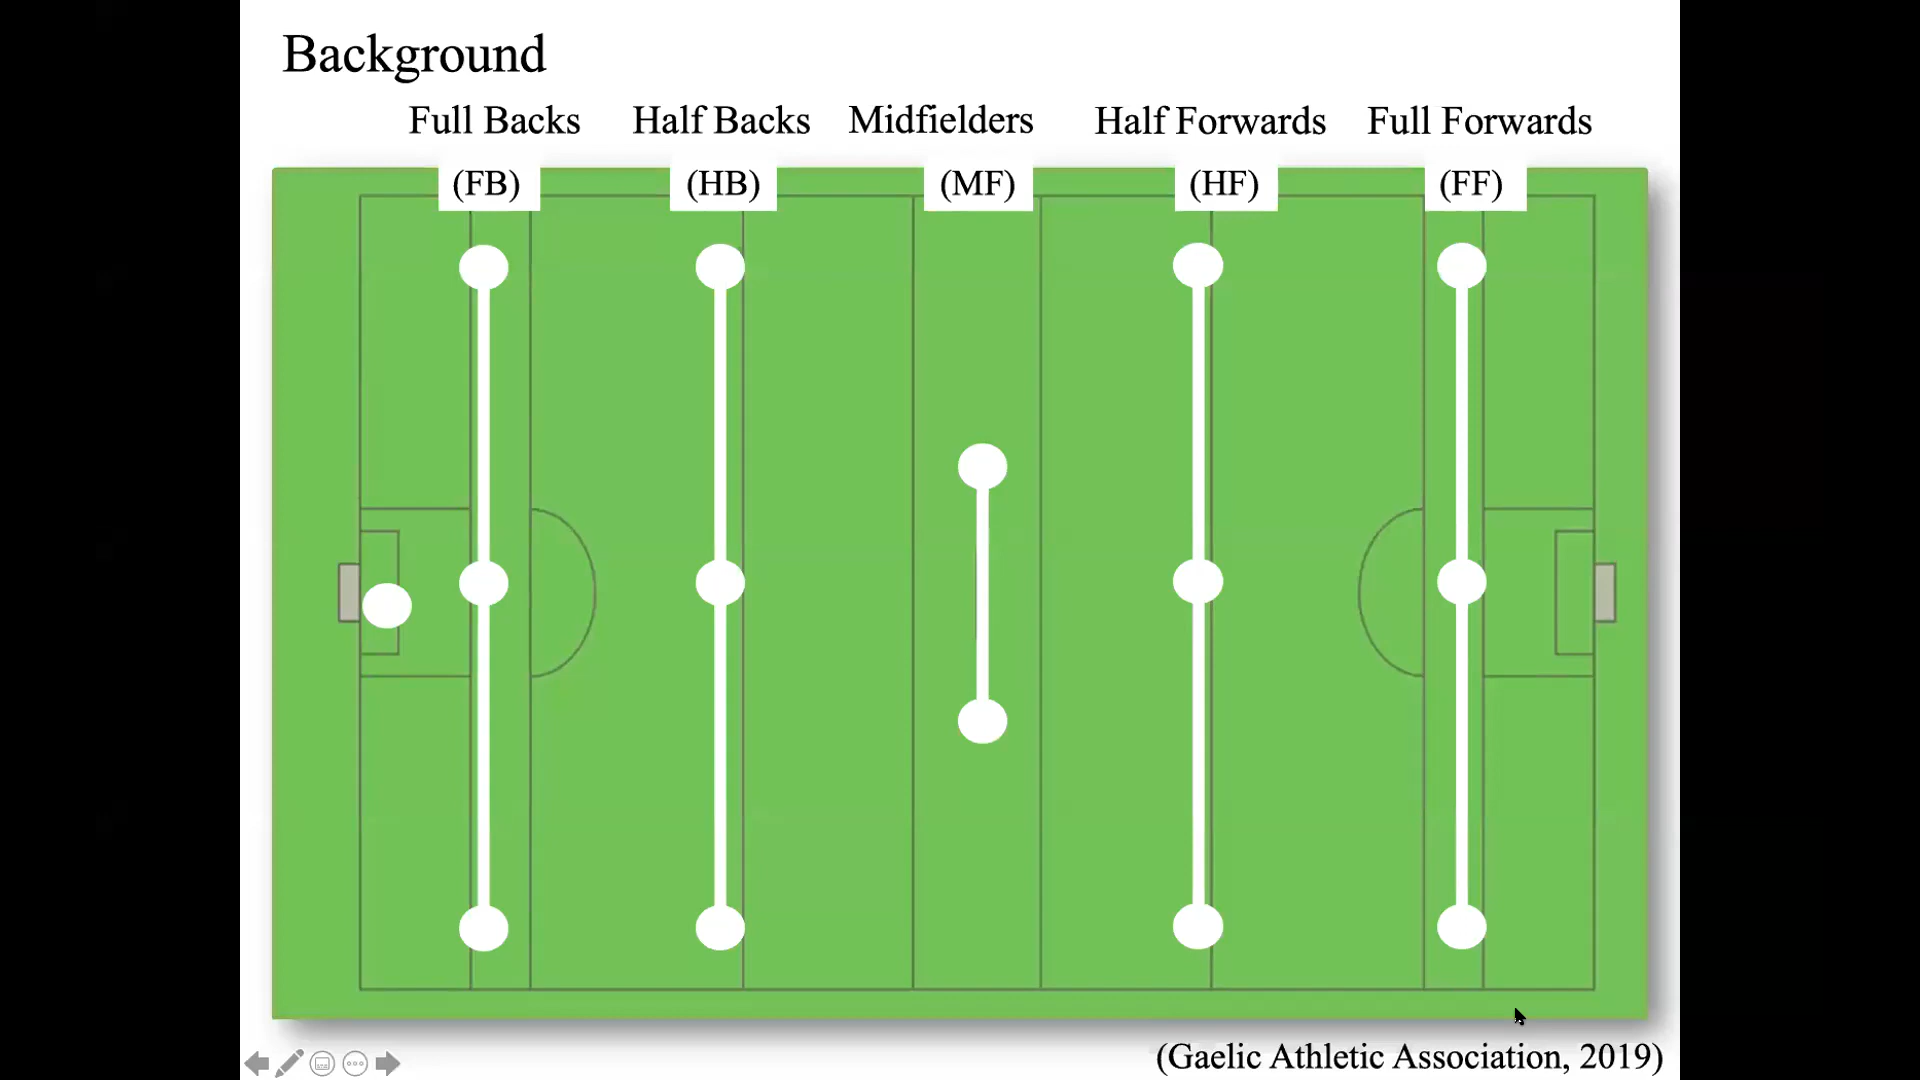 Background
Full Backs Half Backs Midfielders Half Forwards Full Forwards
(FB) (HB) (MF) (HF) (FF)
(Gaelic Athletic Association, 2019)